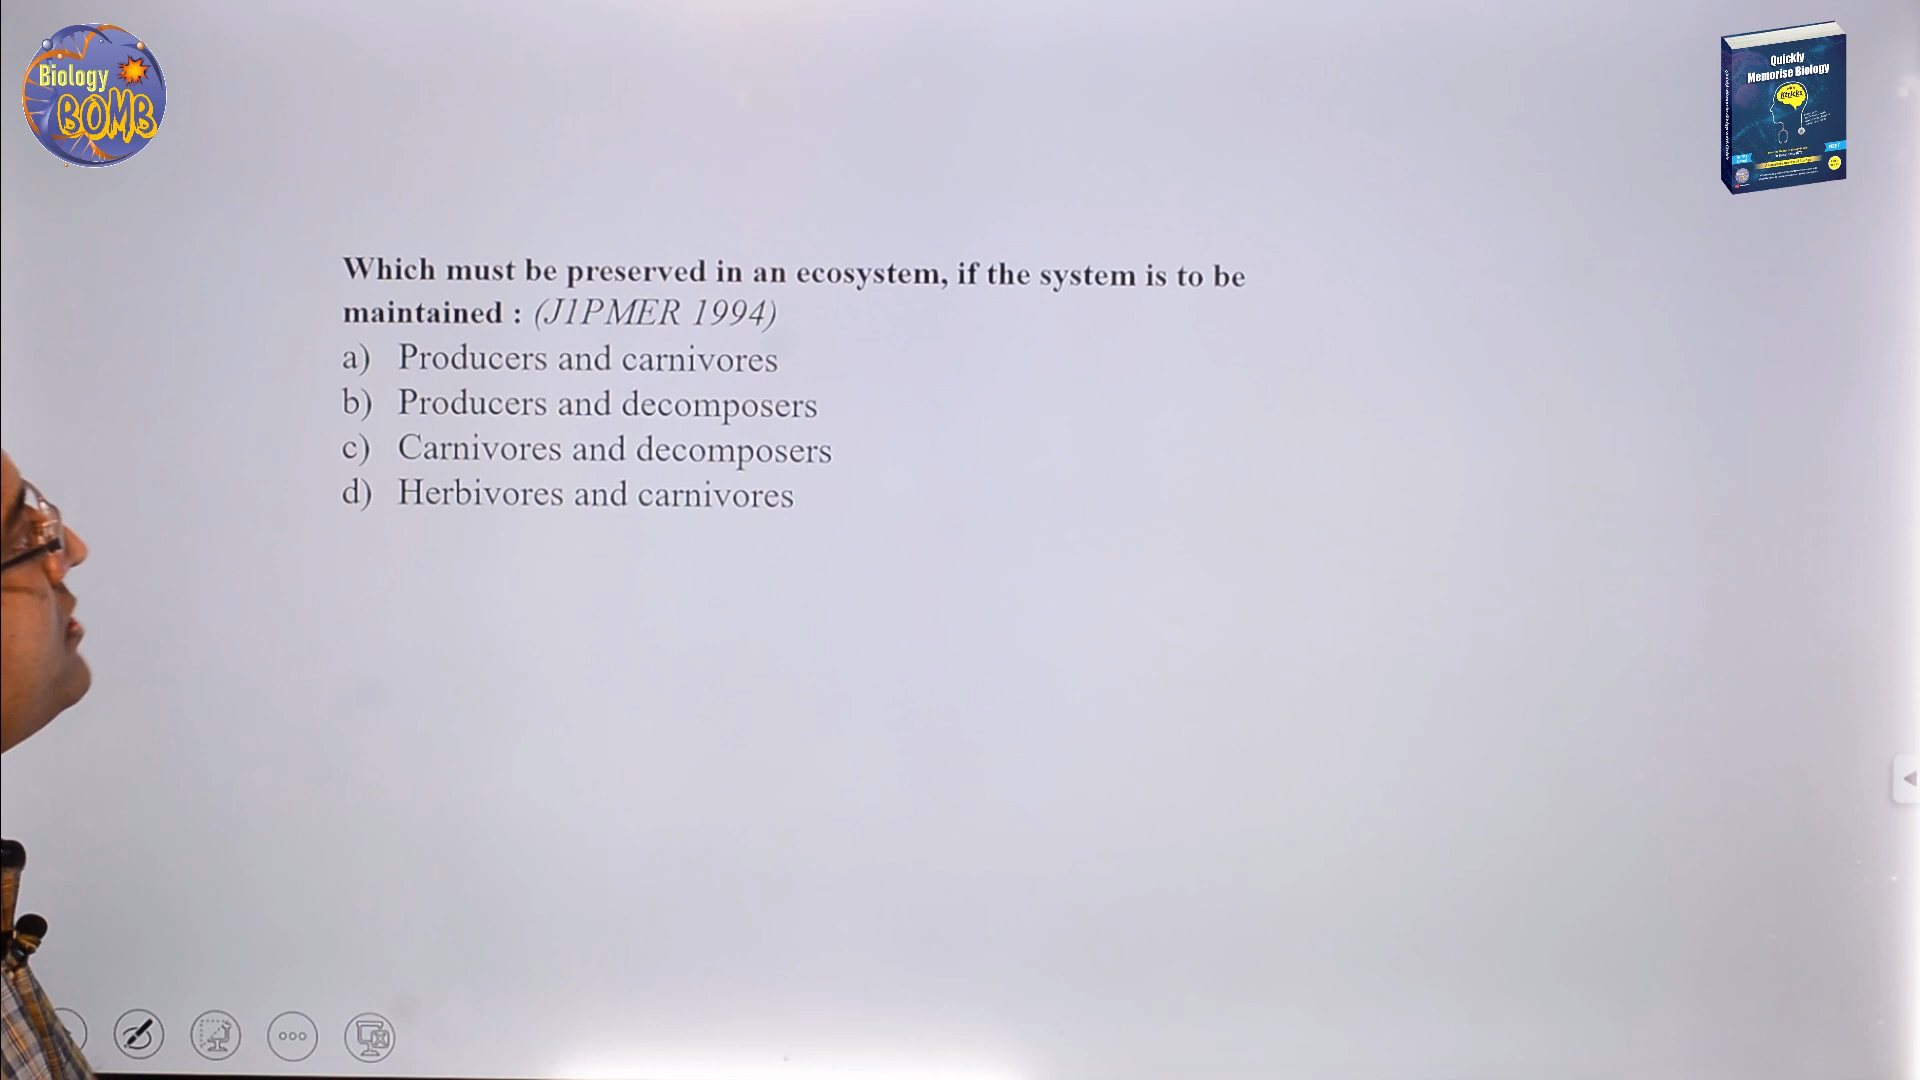 Biology
BOMB
Quickly
Memorise Biology
Which must be preserved in an ecosystem, if the system is to be
maintained : (J1PMER 1994)
a) Producers and carnivores
b) Producers and decomposers
c) Carnivores and decomposers
d) Herbivores and carnivores